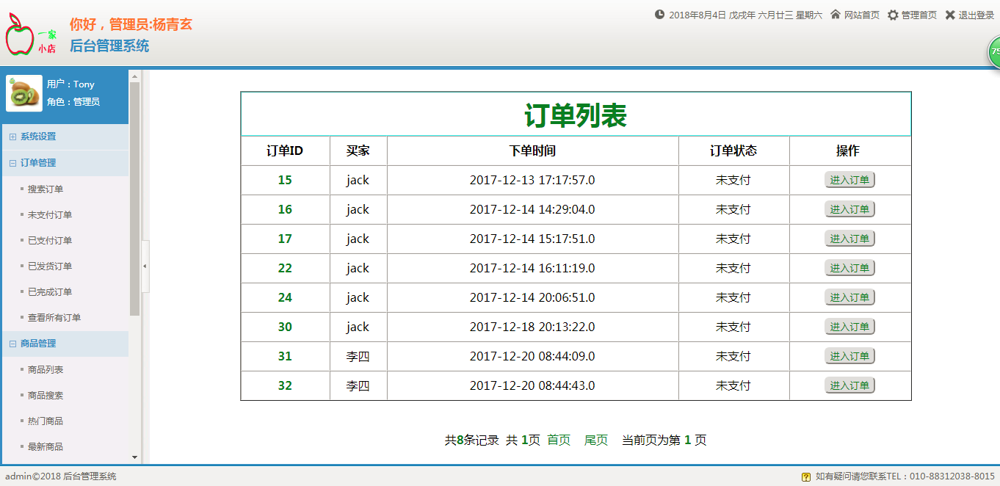 一家
小店
你好，管理员:杨青玄
后台管理系统
2018年8月4日 戊戌年 六月廿三 星期六 网站首页 管理首页 退出登录
75
用户：Tony
角色：管理员
系统设置
订单管理
搜索订单
未支付订单
已支付订单
已发货订单
已完成订单
查看所有订单
商品管理
商品列表
商品搜索
热门商品
最新商品
订单列表
订单ID 买家 下单时间 订单状态 操作
15 jack 2017-12-13 17:17:57.0 未支付 进入订单
16 jack 2017-12-14 14:29:04.0 未支付 进入订单
17 jack 2017-12-14 15:17:51.0 未支付 进入订单
22 jack 2017-12-14 16:11:19.0 未支付 进入订单
24 jack 2017-12-14 20:06:51.0 未支付 进入订单
30 jack 2017-12-18 20:13:22.0 未支付 进入订单
31 李四 2017-12-20 08:44:09.0 未支付 进入订单
32 李四 2017-12-20 08:44:43.0 未支付 进入订单
共8条记录 共 1页 首页 尾页 当前页为第 1 页
admin©2018 后台管理系统
如有疑问请您联系TEL：010-88312038-8015